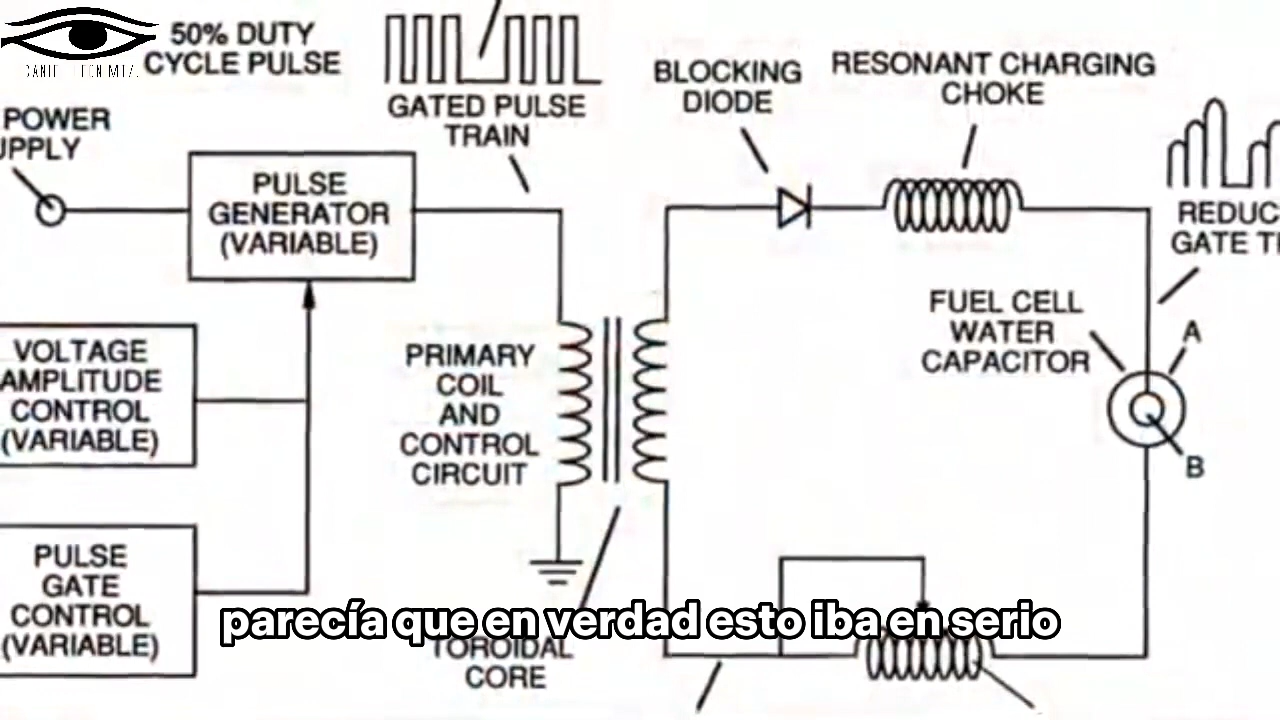 50% DUTY
CYCLE PULSE
GATED PULSE
TRAIN
BLOCKING
DIODE
RESONANT CHARGING
CHOKE
POWER
PULSE
GENERATOR
(VARIABLE)
GATE
FUEL CELL
WATER
CAPACITOR
A
B
VOLTAGE
AMPLITUDE
CONTROL
(VARIABLE)
PRIMARY
COIL
AND
CONTROL
CIRCUIT
PULSE
GATE
CONTROL
(VARIABLE)
parecía que en verdad esto iba en serio
TOROIDAL
CORE